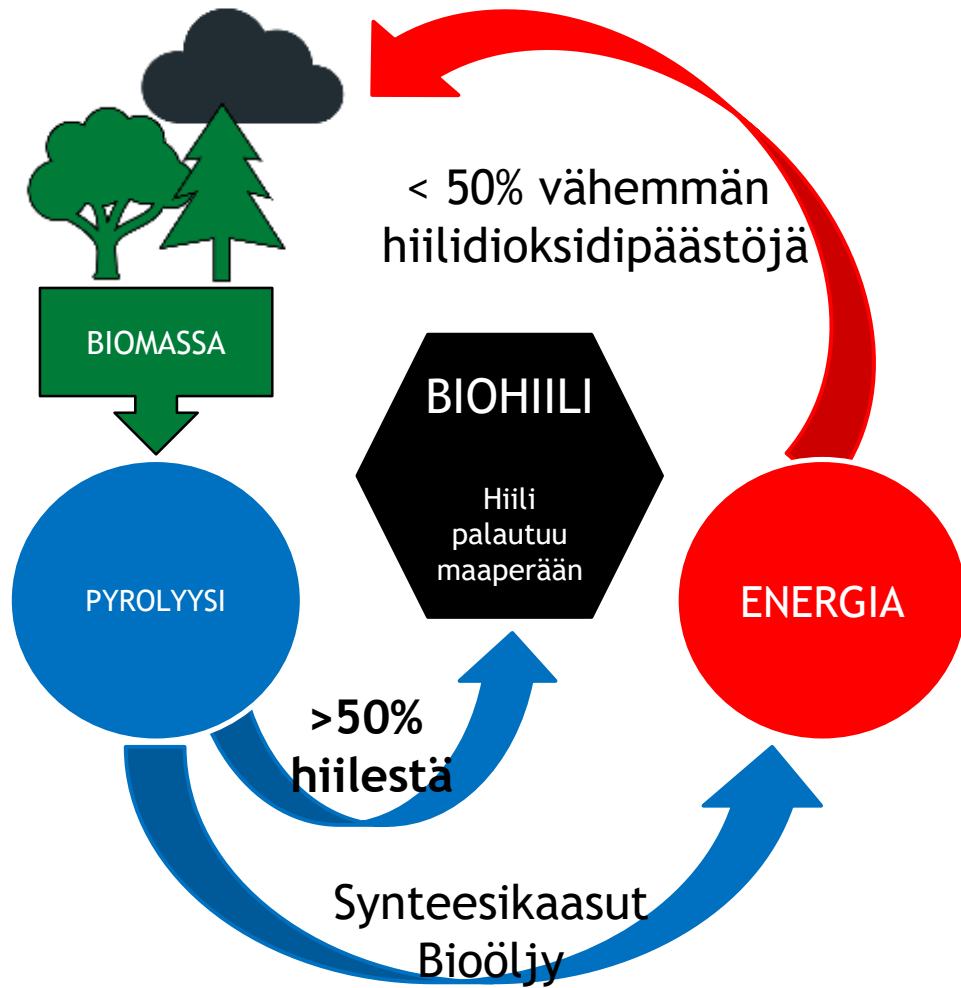 < 50% vähemmän
hiilidioksidipäästöjä
BIOMASSA
BIOHIILI
Hiili
palautuu
maaperään
PYROLYYSI
ENERGIA
>50%
hiilestä
Synteesikaasut
Bioöljy